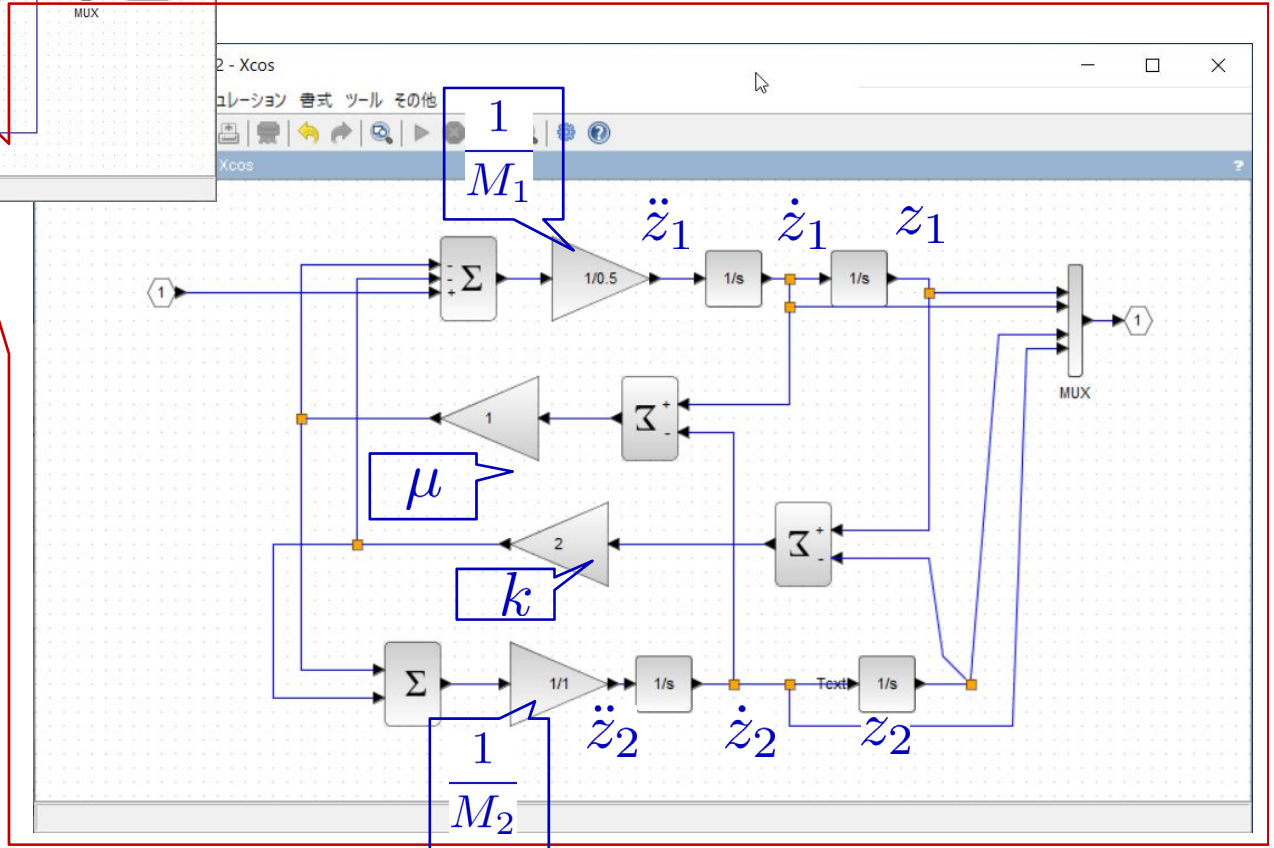 MUX
2 - Xcos
ュレーション 書式 ツール その他
Xcos
?
1
M₁
z̈₁
ż₁
z₁
-
-
+
Σ
1/0.5
1/s
1/s
1
1
MUX
1
Σ
+
-
μ
2
Σ
+
-
k
Σ
1/1
1/s
Text
1/s
z̈₂
ż₂
z₂
1
M₂